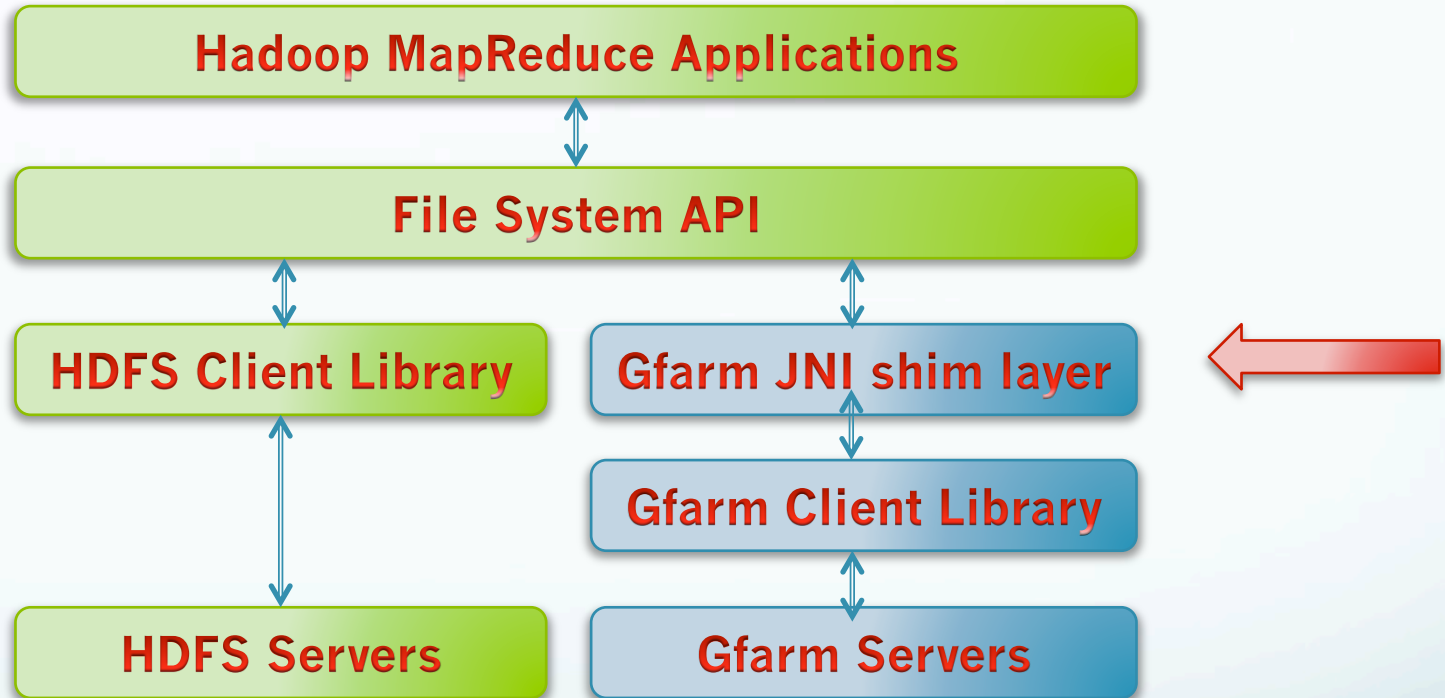 Hadoop MapReduce Applications
File System API
HDFS Client Library
Gfarm JNI shim layer
Gfarm Client Library
HDFS Servers
Gfarm Servers